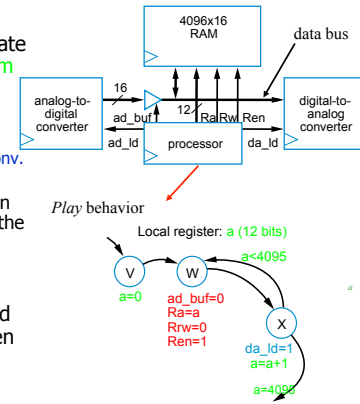 ate
m
onv.
n
the
d
en
4096x16
RAM
data bus
16
analog-to-
digital
converter
ad_buf
12
Ra
Rw
Ren
digital-to-
analog
converter
ad_ld
processor
da_ld
Play behavior
Local register: a (12 bits)
a<4095
V
W
a=0
ad_buf=0
Ra=a
Rrw=0
Ren=1
X
da_ld=1
a=a+1
a=4095
a